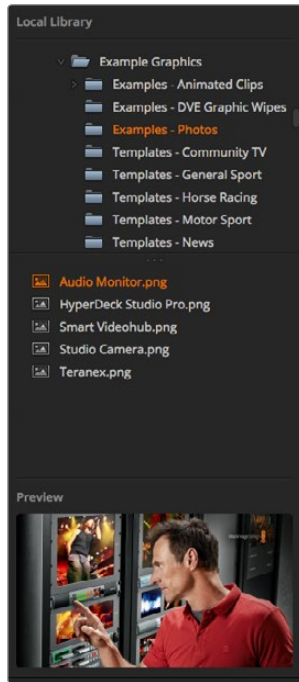 Local Library
Example Graphics
Examples - Animated Clips
Examples - DVE Graphic Wipes
Examples - Photos
Templates - Community TV
Templates - General Sport
Templates - Horse Racing
Templates - Motor Sport
Templates - News
Audio Monitor.png
HyperDeck Studio Pro.png
Smart Videohub.png
Studio Camera.png
Teranex.png
Preview